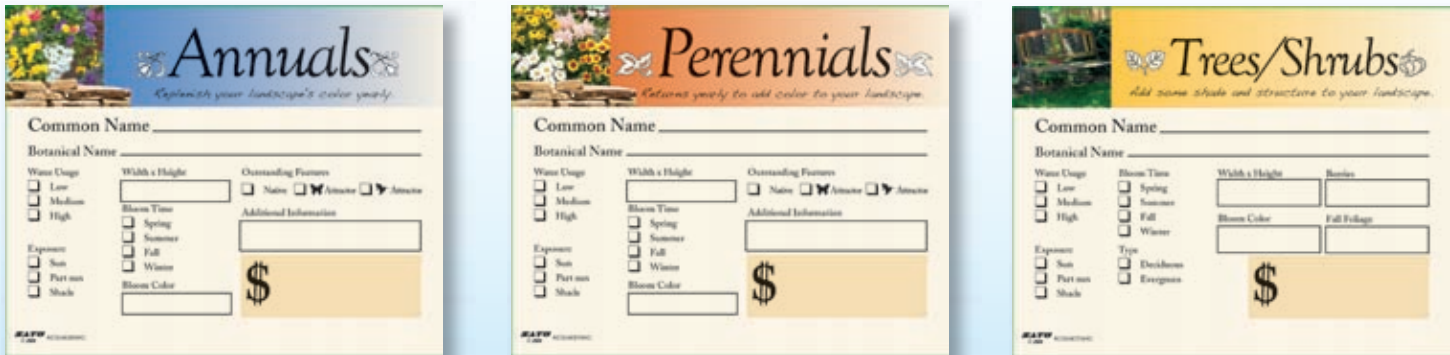 Annuals
Replenish your landscape's color yearly.
Common Name
Botanical Name
Water Usage
Low
Medium
High
Exposure
Sun
Part sun
Shade
Width x Height
Bloom Time
Spring
Summer
Fall
Winter
Bloom Color
Outstanding Features
Native Attractor Attractor
Additional Information
$
SATO
Perennials
Returns yearly to add color to your landscape.
Common Name
Botanical Name
Water Usage
Low
Medium
High
Exposure
Sun
Part sun
Shade
Width x Height
Bloom Time
Spring
Summer
Fall
Winter
Bloom Color
Outstanding Features
Native Attractor Attractor
Additional Information
$
SATO
Trees/Shrubs
Add some shade and structure to your landscape.
Common Name
Botanical Name
Water Usage
Low
Medium
High
Exposure
Sun
Part sun
Shade
Bloom Time
Spring
Summer
Fall
Winter
Type
Deciduous
Evergreen
Width x Height
Berries
Bloom Color
Fall Foliage
$
SATO